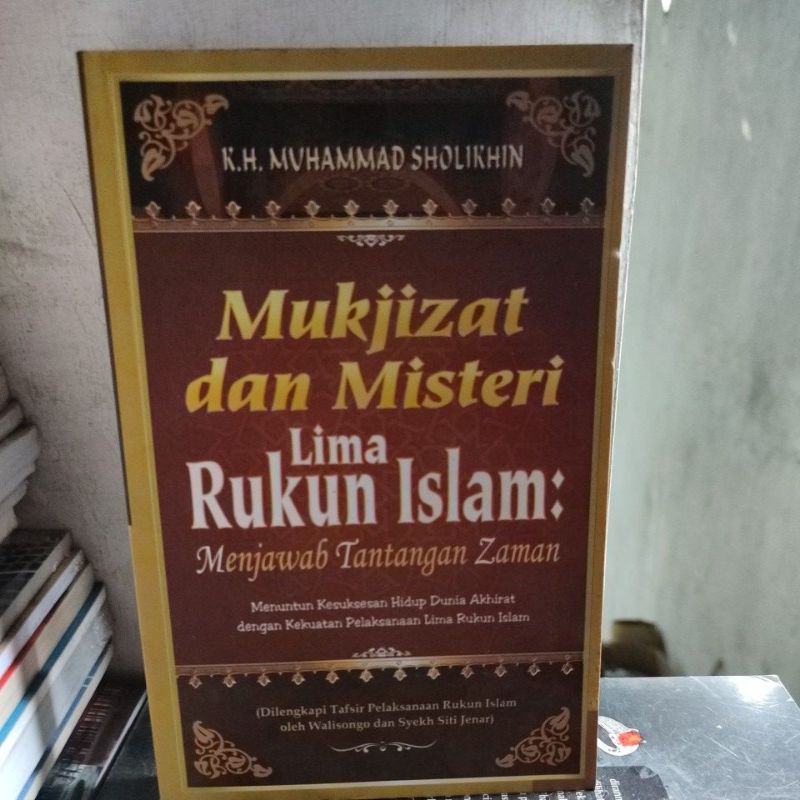 K.H. MUHAMMAD SHOLIKHIN
Mukjizat
dan Misteri
Lima
Rukun Islam:
Menjawab Tantangan Zaman
Menuntun Kesuksesan Hidup Dunia Akhirat
dengan Kekuatan Pelaksanaan Lima Rukun Islam
(Dilengkapi Tafsir Pelaksanaan Rukun Islam
oleh Walisongo dan Syekh Siti Jenar)